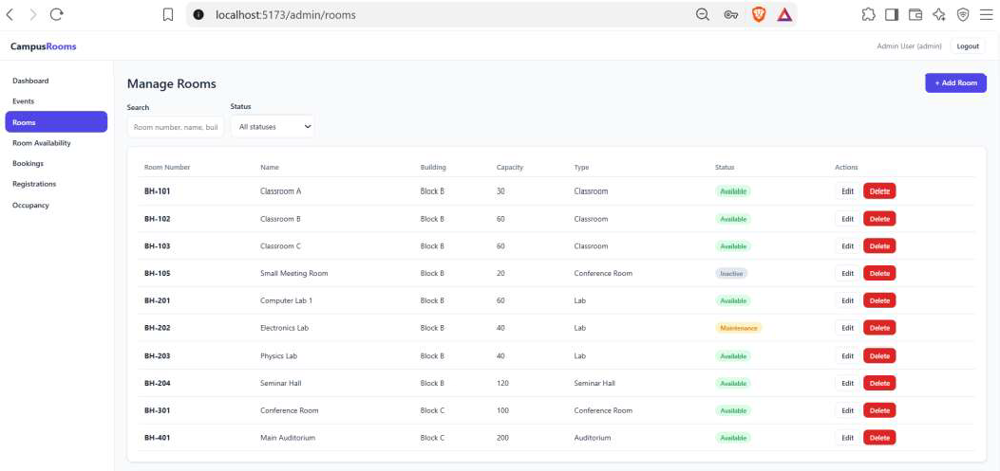 localhost:5173/admin/rooms
CampusRooms
Admin User (admin) Logout
Dashboard
Events
Rooms
Room Availability
Bookings
Registrations
Occupancy
Manage Rooms
+ Add Room
Search Status
Room number, name, buil All statuses
Room Number Name Building Capacity Type Status Actions
BH-101 Classroom A Block B 30 Classroom Available Edit Delete
BH-102 Classroom B Block B 60 Classroom Available Edit Delete
BH-103 Classroom C Block B 60 Classroom Available Edit Delete
BH-105 Small Meeting Room Block B 20 Conference Room Inactive Edit Delete
BH-201 Computer Lab 1 Block B 60 Lab Available Edit Delete
BH-202 Electronics Lab Block B 40 Lab Maintenance Edit Delete
BH-203 Physics Lab Block B 40 Lab Available Edit Delete
BH-204 Seminar Hall Block B 120 Seminar Hall Available Edit Delete
BH-301 Conference Room Block C 100 Conference Room Available Edit Delete
BH-401 Main Auditorium Block C 200 Auditorium Available Edit Delete